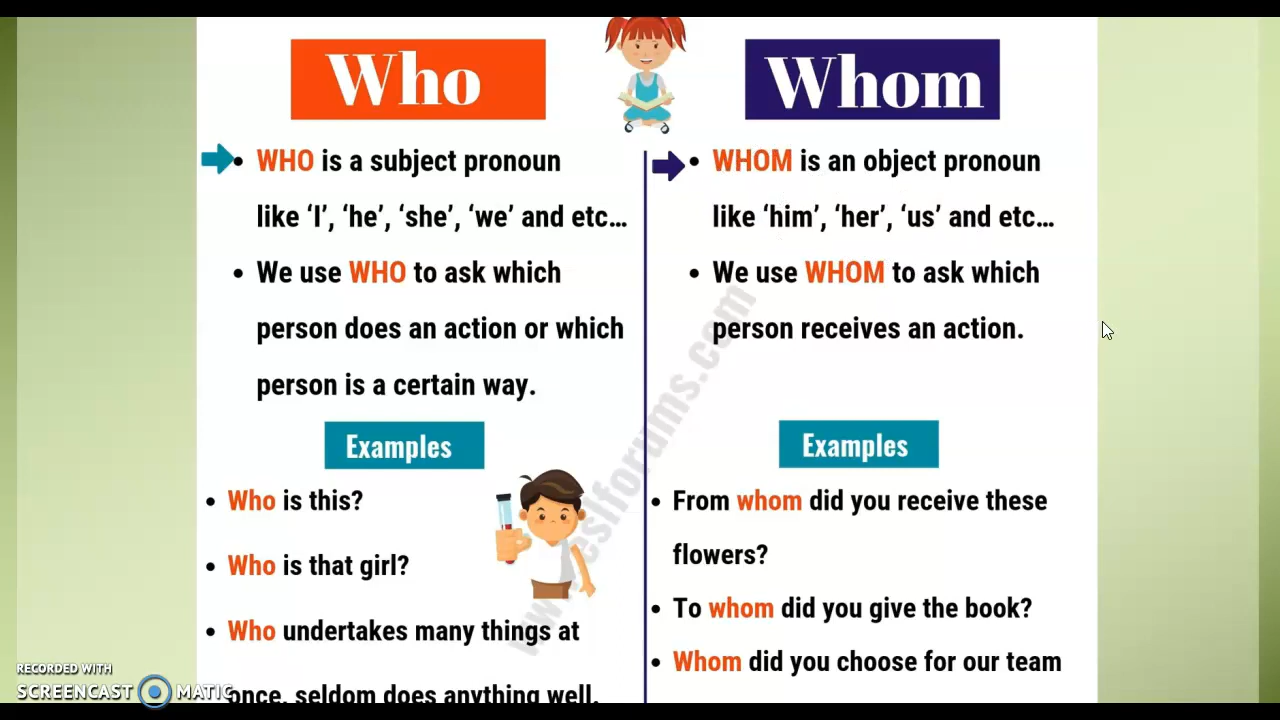 Who
WHO is a subject pronoun
like ‘I’, ‘he’, ‘she’, ‘we’ and etc...
We use WHO to ask which
person does an action or which
person is a certain way.
Examples
Who is this?
Who is that girl?
Who undertakes many things at
once, seldom does anything well.
Whom
WHOM is an object pronoun
like ‘him’, ‘her’, ‘us’ and etc...
We use WHOM to ask which
person receives an action.
Examples
From whom did you receive these
flowers?
To whom did you give the book?
Whom did you choose for our team
www.eslforums.com
RECORDED WITH
SCREENCAST MATIC